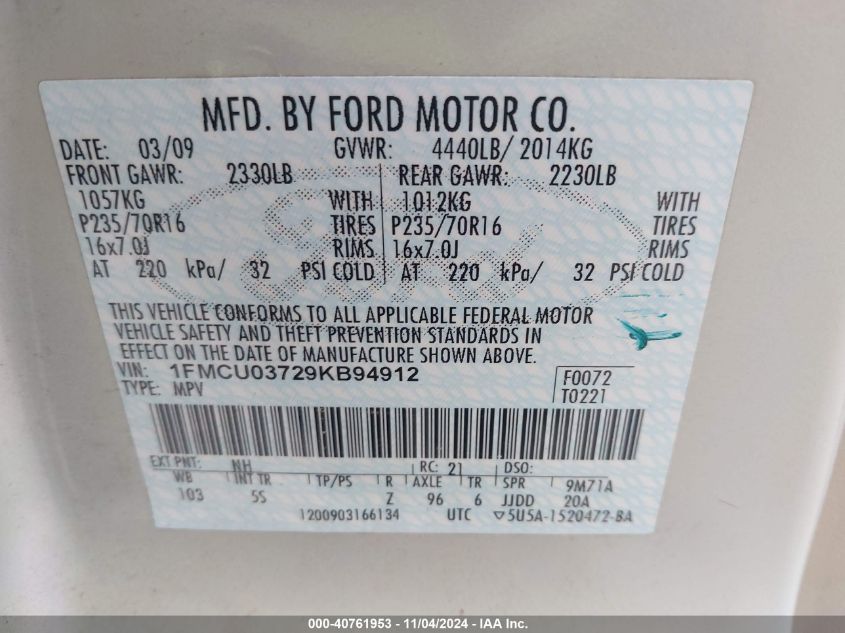 MFD. BY FORD MOTOR CO.
DATE: 03/09 GVWR: 4440LB/ 2014KG
FRONT GAWR: 2330LB REAR GAWR: 2230LB
1057KG WITH 1012KG WITH
P235/70R16 TIRES P235/70R16 TIRES
16x7.0J RIMS 16x7.0J RIMS
AT 220 kPa/ 32 PSI COLD AT 220 kPa/ 32 PSI COLD
THIS VEHICLE CONFORMS TO ALL APPLICABLE FEDERAL MOTOR
VEHICLE SAFETY AND THEFT PREVENTION STANDARDS IN
EFFECT ON THE DATE OF MANUFACTURE SHOWN ABOVE.
VIN: 1FMCU03729KB94912 F0072
TYPE: MPV T0221
EXT PNT: NH RC: 21 DSO:
WB INT TR TP/PS R AXLE TR SPR 9M71A
103 5S Z 96 6 JJDD 20A
1200903166134 UTC ▽5U5A-1520472-BA
000-40761953 - 11/04/2024 - IAA Inc.